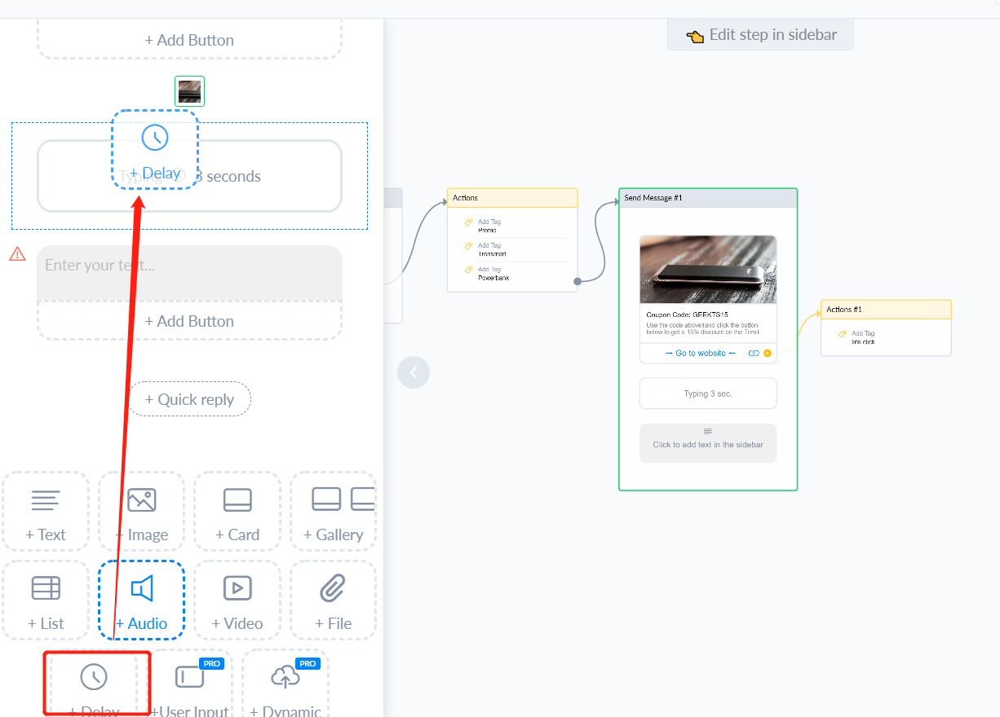 + Add Button
👈 Edit step in sidebar
+ Delay
3 seconds
Enter your text...
+ Add Button
+ Quick reply
+ Text
+ Image
+ Card
+ Gallery
+ List
+ Audio
+ Video
+ File
+ Delay
PRO
+User Input
PRO
+ Dynamic
Actions
Add Tag
Promo
Add Tag
Tronsmart
Add Tag
Powerbank
Send Message #1
Coupon Code: GEEKTS15
Use the code above and click the button
below to get a 15% discount on the
→ Go to website ←
Typing 3 sec.
Click to add text in the sidebar
Actions #1
Add Tag
link click